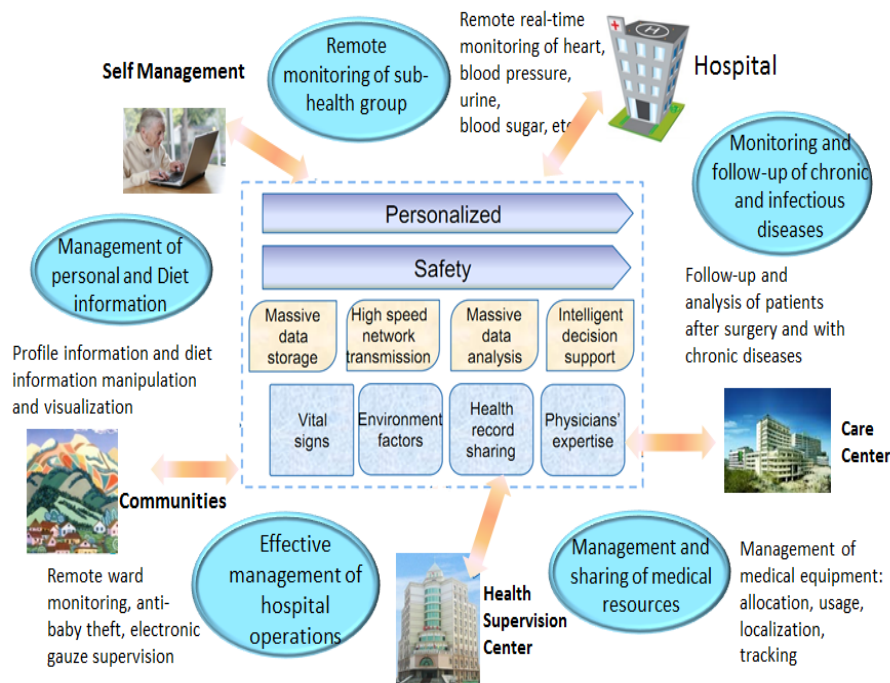 Self Management
Remote
monitoring of sub-
health group
Remote real-time
monitoring of heart,
blood pressure,
urine,
blood sugar, etc
H
Hospital
Monitoring and
follow-up of chronic
and infectious
diseases
Follow-up and
analysis of patients
after surgery and with
chronic diseases
Management of
personal and Diet
information
Profile information and diet
information manipulation
and visualization
Personalized
Safety
Massive
data
storage
High speed
network
transmission
Massive
data
analysis
Intelligent
decision
support
Vital
signs
Environment
factors
Health
record
sharing
Physicians'
expertise
Care
Center
Communities
Remote ward
monitoring, anti-
baby theft, electronic
gauze supervision
Effective
management of
hospital
operations
Health
Supervision
Center
Management and
sharing of medical
resources
Management of
medical equipment:
allocation, usage,
localization,
tracking